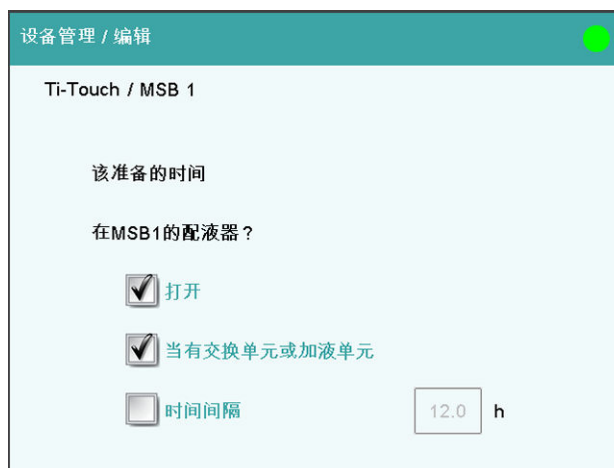 设备管理 / 编辑
Ti-Touch / MSB 1
该准备的时间
在MSB1的配液器？
打开
当有交换单元或加液单元
时间间隔 12.0 h